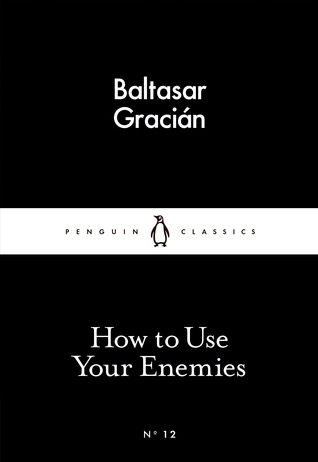 Baltasar
Gracián
PENGUIN CLASSICS
How to Use
Your Enemies
Nº 12